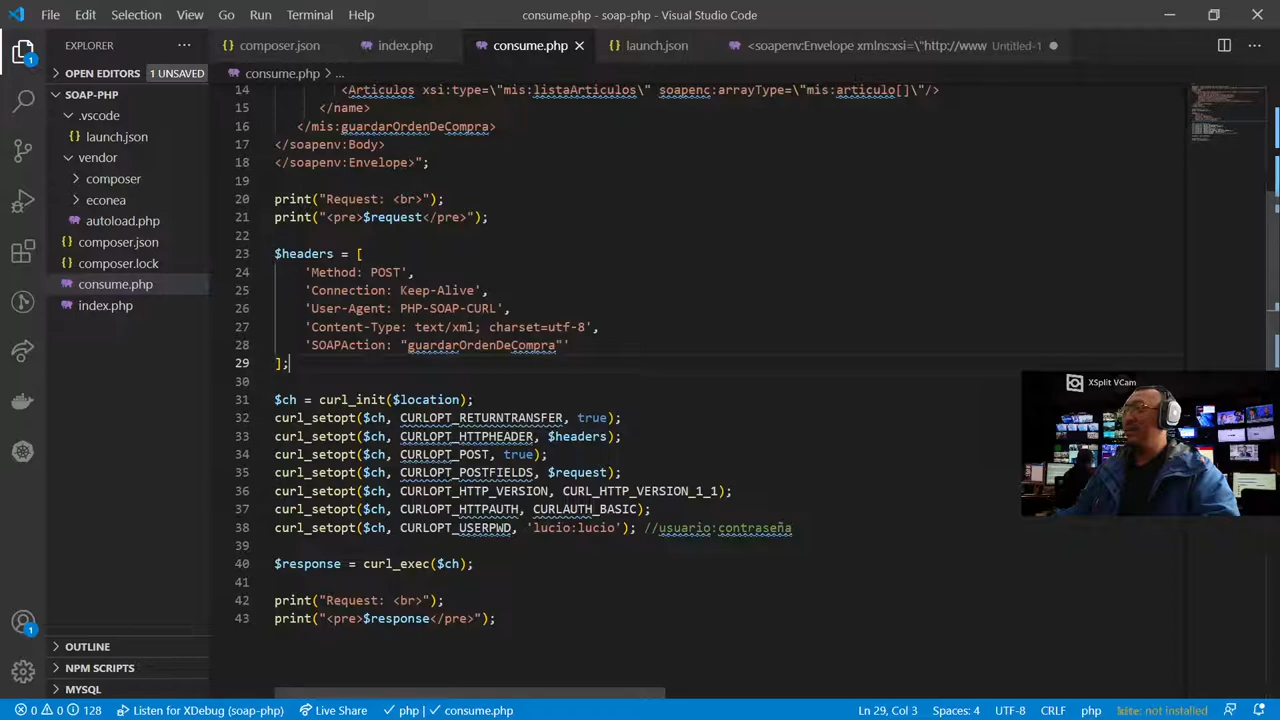 File Edit Selection View Go Run Terminal Help
consume.php - soap-php - Visual Studio Code
EXPLORER
composer.json
index.php
consume.php
launch.json
<soapenv:Envelope xmlns:xsi=\"http://www Untitled-1
OPEN EDITORS 1 UNSAVED
consume.php > ...
SOAP-PHP
.vscode
launch.json
vendor
composer
econea
autoload.php
composer.json
composer.lock
consume.php
index.php
OUTLINE
NPM SCRIPTS
MYSQL
14 <Articulos xsi:type=\"mis:listaArticulos\" soapenc:arrayType=\"mis:articulo[]\"/>
15 </name>
16 </mis:guardarOrdenDeCompra>
17 </soapenv:Body>
18 </soapenv:Envelope>";
19
20 print("Request: <br>");
21 print("<pre>$request</pre>");
22
23 $headers = [
24 'Method: POST',
25 'Connection: Keep-Alive',
26 'User-Agent: PHP-SOAP-CURL',
27 'Content-Type: text/xml; charset=utf-8',
28 'SOAPAction: "guardarOrdenDeCompra"'
29 ];
30
31 $ch = curl_init($location);
32 curl_setopt($ch, CURLOPT_RETURNTRANSFER, true);
33 curl_setopt($ch, CURLOPT_HTTPHEADER, $headers);
34 curl_setopt($ch, CURLOPT_POST, true);
35 curl_setopt($ch, CURLOPT_POSTFIELDS, $request);
36 curl_setopt($ch, CURLOPT_HTTP_VERSION, CURL_HTTP_VERSION_1_1);
37 curl_setopt($ch, CURLOPT_HTTPAUTH, CURLAUTH_BASIC);
38 curl_setopt($ch, CURLOPT_USERPWD, 'lucio:lucio'); //usuario:contraseña
39
40 $response = curl_exec($ch);
41
42 print("Request: <br>");
43 print("<pre>$response</pre>");
XSplit VCam
1
1
0 0 128 Listen for XDebug (soap-php) Live Share php consume.php Ln 29, Col 3 Spaces: 4 UTF-8 CRLF php kite: not installed